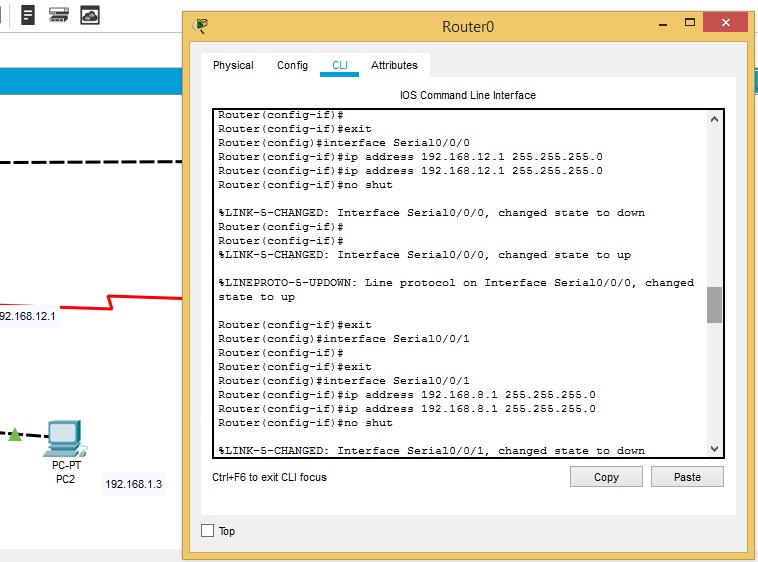 Router0
Physical Config CLI Attributes
IOS Command Line Interface
Router(config-if)#
Router(config-if)#exit
Router(config)#interface Serial0/0/0
Router(config-if)#ip address 192.168.12.1 255.255.255.0
Router(config-if)#ip address 192.168.12.1 255.255.255.0
Router(config-if)#no shut
%LINK-5-CHANGED: Interface Serial0/0/0, changed state to down
Router(config-if)#
Router(config-if)#
%LINK-5-CHANGED: Interface Serial0/0/0, changed state to up
%LINEPROTO-5-UPDOWN: Line protocol on Interface Serial0/0/0, changed
state to up
Router(config-if)#exit
Router(config)#interface Serial0/0/1
Router(config-if)#
Router(config-if)#exit
Router(config)#interface Serial0/0/1
Router(config-if)#ip address 192.168.8.1 255.255.255.0
Router(config-if)#ip address 192.168.8.1 255.255.255.0
Router(config-if)#no shut
%LINK-5-CHANGED: Interface Serial0/0/1, changed state to down
Ctrl+F6 to exit CLI focus
Copy Paste
Top
92.168.12.1
PC-PT
PC2
192.168.1.3